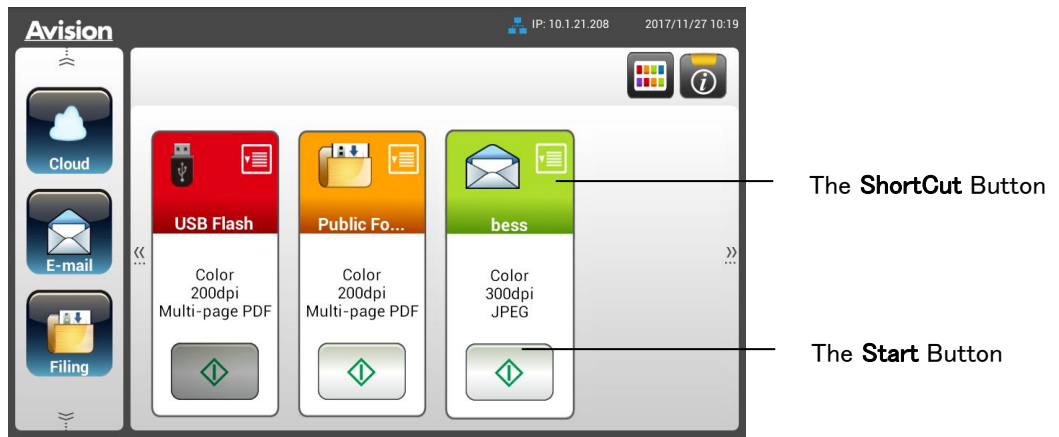 Avision
IP: 10.1.21.208
2017/11/27 10:19
Cloud
E-mail
Filing
USB Flash
Color
200dpi
Multi-page PDF
Public Fo...
Color
200dpi
Multi-page PDF
bess
Color
300dpi
JPEG
The ShortCut Button
The Start Button